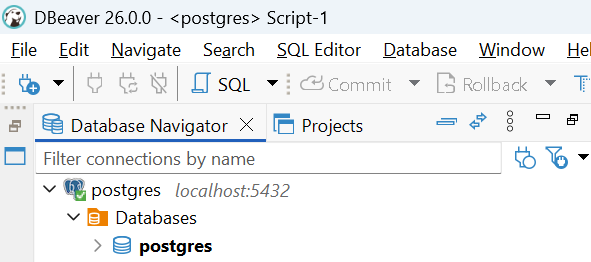 DBeaver 26.0.0 - <postgres> Script-1
File Edit Navigate Search SQL Editor Database Window
SQL Commit Rollback
Database Navigator Projects
Filter connections by name
postgres localhost:5432
Databases
postgres